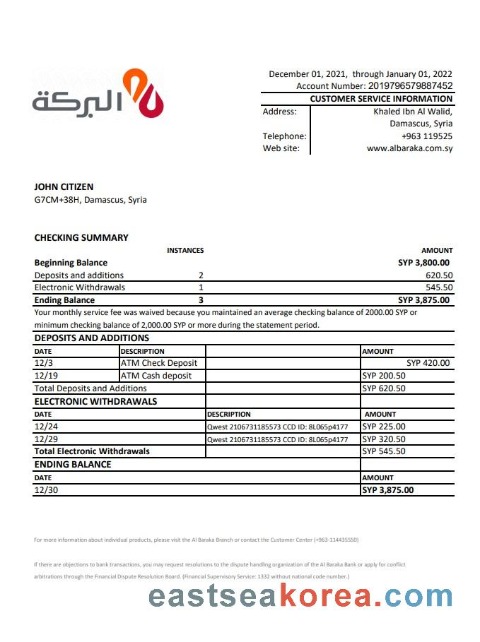 البركة
December 01, 2021, through January 01, 2022
Account Number: 2019796579887452
CUSTOMER SERVICE INFORMATION
Address: Khaled Ibn Al Walid,
Damascus, Syria
Telephone: +963 119525
Web site: www.albaraka.com.sy
JOHN CITIZEN
G7CM+38H, Damascus, Syria
CHECKING SUMMARY
INSTANCES AMOUNT
Beginning Balance SYP 3,800.00
Deposits and additions 2 620.50
Electronic Withdrawals 1 545.50
Ending Balance 3 SYP 3,875.00
Your monthly service fee was waived because you maintained an average checking balance of 2000.00 SYP or
minimum checking balance of 2,000.00 SYP or more during the statement period.
DEPOSITS AND ADDITIONS
DATE DESCRIPTION AMOUNT
12/3 ATM Check Deposit SYP 420.00
12/19 ATM Cash deposit SYP 200.50
Total Deposits and Additions SYP 620.50
ELECTRONIC WITHDRAWALS
DATE DESCRIPTION AMOUNT
12/24 Qwest 2106731185573 CCD ID: 8L065p4177 SYP 225.00
12/29 Qwest 2106731185573 CCD ID: 8L065p4177 SYP 320.50
Total Electronic Withdrawals SYP 545.50
ENDING BALANCE
DATE AMOUNT
12/30 SYP 3,875.00
For more information about individual products, please visit the Al Baraka Branch or contact the Customer Center (+963-114435550)
If there are objections to bank transactions, you may request resolutions to the dispute handling organization of the Al Baraka Bank or apply for conflict
arbitrations through the Financial Dispute Resolution Board. (Financial Supervisory Service: 1332 without national code number.)
eastseakorea.com